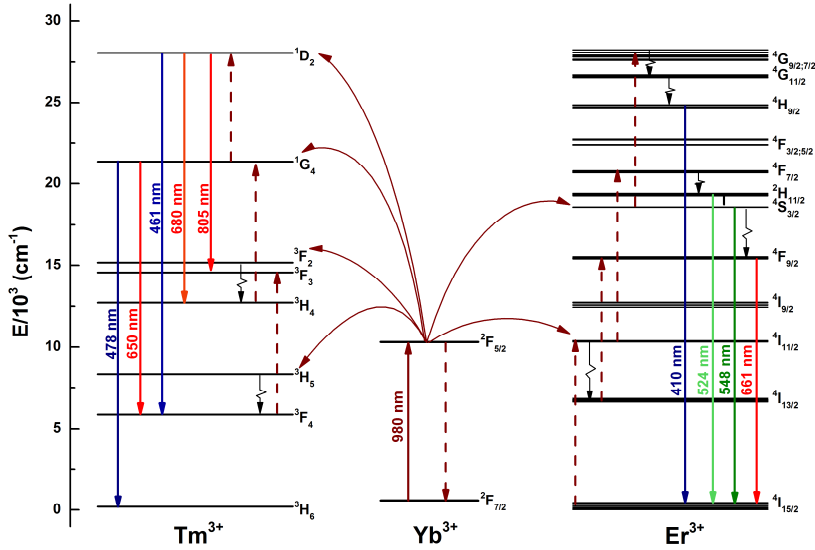 E/10³ (cm⁻¹)
30
25
20
15
10
5
0
¹D₂
¹G₄
³F₂
³F₃
³H₄
³H₅
³F₄
³H₆
478 nm
650 nm
461 nm
680 nm
805 nm
Tm³⁺
²F₅/₂
²F₇/₂
980 nm
Yb³⁺
⁴G₉/₂;₇/₂
⁴G₁₁/₂
⁴H₉/₂
⁴F₃/₂;₅/₂
⁴F₇/₂
²H₁₁/₂
⁴S₃/₂
⁴F₉/₂
⁴I₉/₂
⁴I₁₁/₂
⁴I₁₃/₂
⁴I₁₅/₂
410 nm
524 nm
548 nm
661 nm
Er³⁺